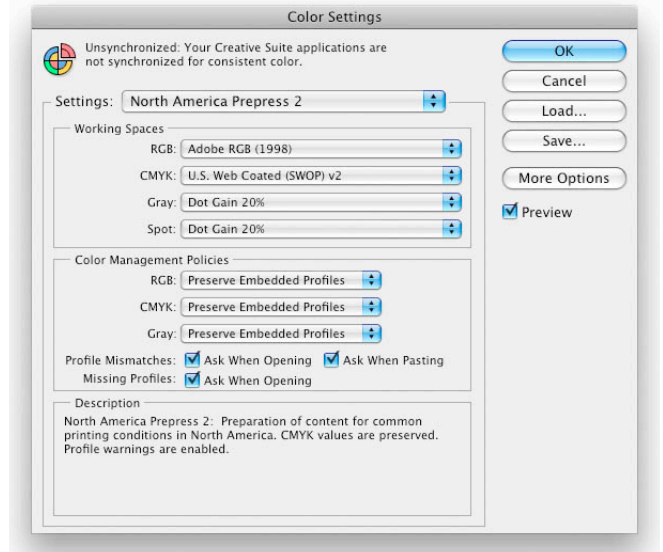 Color Settings
Unsynchronized: Your Creative Suite applications are
not synchronized for consistent color.
OK
Cancel
Load...
Save...
More Options
Preview
Settings: North America Prepress 2
Working Spaces
RGB: Adobe RGB (1998)
CMYK: U.S. Web Coated (SWOP) v2
Gray: Dot Gain 20%
Spot: Dot Gain 20%
Color Management Policies
RGB: Preserve Embedded Profiles
CMYK: Preserve Embedded Profiles
Gray: Preserve Embedded Profiles
Profile Mismatches: Ask When Opening Ask When Pasting
Missing Profiles: Ask When Opening
Description
North America Prepress 2: Preparation of content for common
printing conditions in North America. CMYK values are preserved.
Profile warnings are enabled.